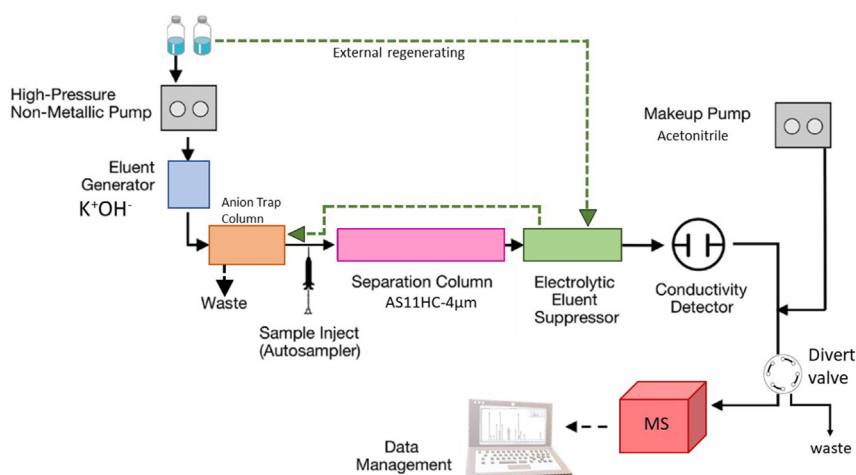 External regenerating
High-Pressure
Non-Metallic Pump
Makeup Pump
Acetonitrile
Eluent
Generator
K⁺OH⁻
Anion Trap
Column
Waste
Sample Inject
(Autosampler)
Separation Column
AS11HC-4µm
Electrolytic
Eluent
Suppressor
Conductivity
Detector
Divert
valve
MS
waste
Data
Management